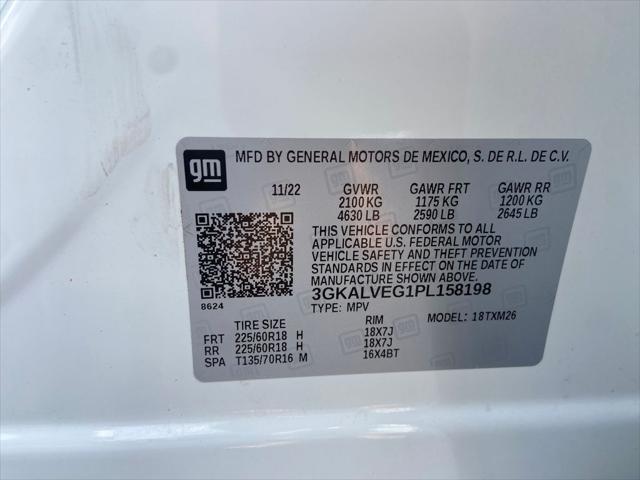 gm
MFD BY GENERAL MOTORS DE MEXICO, S. DE R.L. DE C.V.
11/22 GVWR GAWR FRT GAWR RR
2100 KG 1175 KG 1200 KG
4630 LB 2590 LB 2645 LB
THIS VEHICLE CONFORMS TO ALL
APPLICABLE U.S. FEDERAL MOTOR
VEHICLE SAFETY AND THEFT PREVENTION
STANDARDS IN EFFECT ON THE DATE OF
MANUFACTURE SHOWN ABOVE.
8624
3GKALVEG1PL158198
TYPE: MPV MODEL: 18TXM26
TIRE SIZE RIM
FRT 225/60R18 H 18X7J
RR 225/60R18 H 18X7J
SPA T135/70R16 M 16X4BT